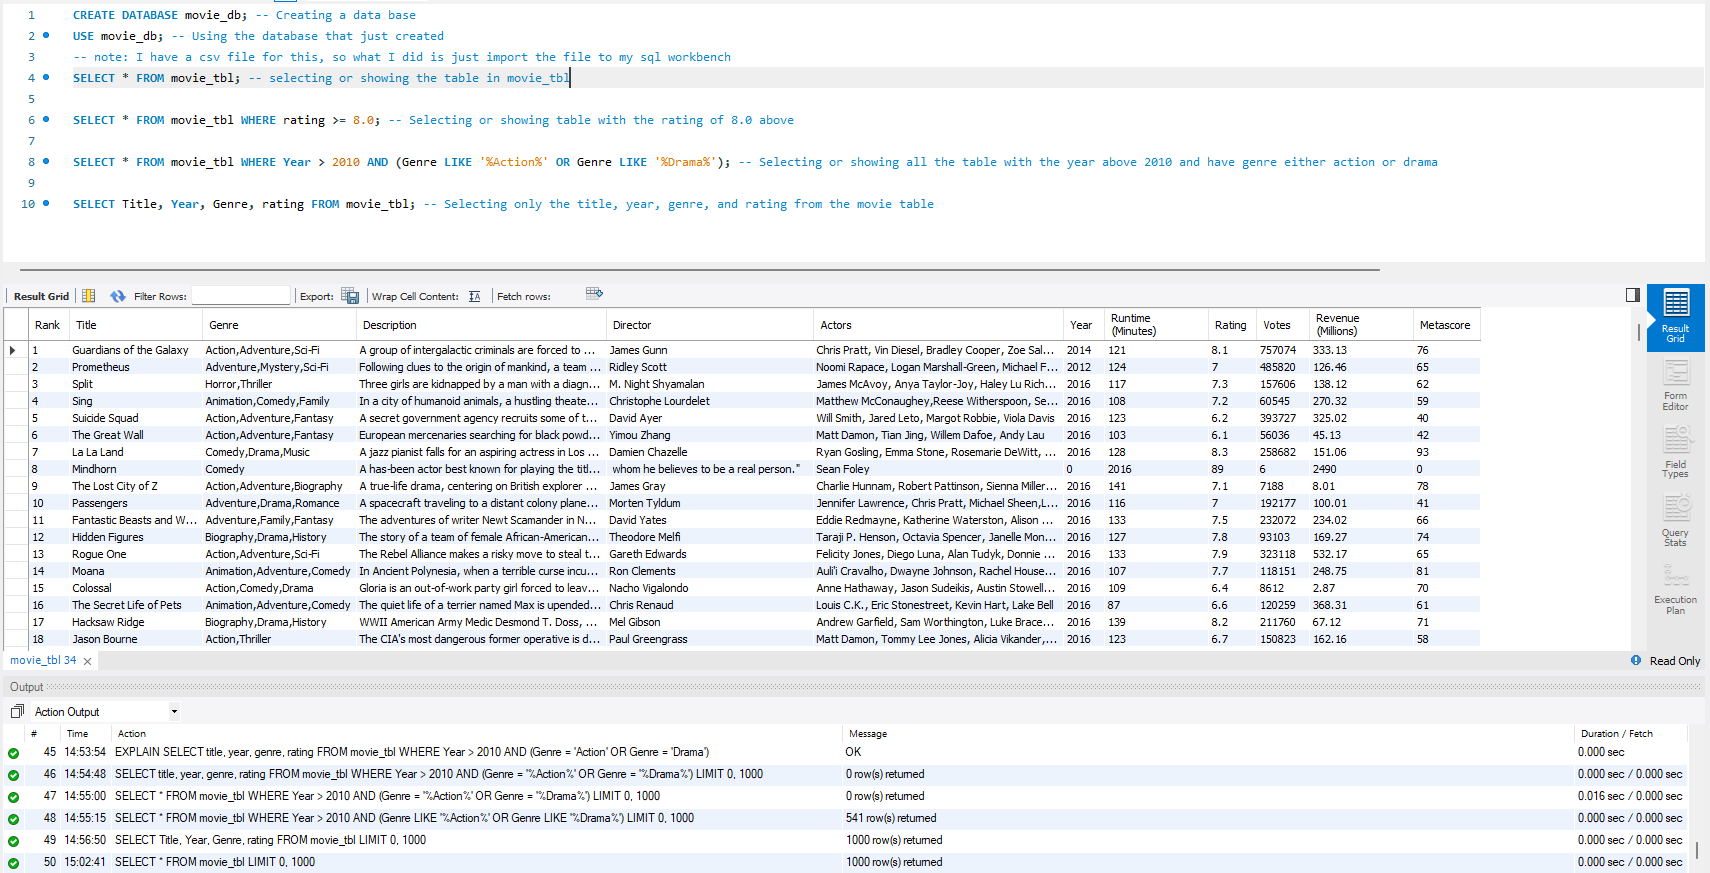 1 CREATE DATABASE movie_db; -- Creating a data base
2 USE movie_db; -- Using the database that just created
3 -- note: I have a csv file for this, so what I did is just import the file to my sql workbench
4 SELECT * FROM movie_tbl; -- selecting or showing the table in movie_tbl
5
6 SELECT * FROM movie_tbl WHERE rating >= 8.0; -- Selecting or showing table with the rating of 8.0 above
7
8 SELECT * FROM movie_tbl WHERE Year > 2010 AND (Genre LIKE '%Action%' OR Genre LIKE '%Drama%'); -- Selecting or showing all the table with the year above 2010 and have genre either action or drama
9
10 SELECT Title, Year, Genre, rating FROM movie_tbl; -- Selecting only the title, year, genre, and rating from the movie table
Result Grid Filter Rows: Export: Wrap Cell Content: Fetch rows:
Rank Title Genre Description Director Actors Year Runtime (Minutes) Rating Votes Revenue (Millions) Metascore
1 Guardians of the Galaxy Action,Adventure,Sci-Fi A group of intergalactic criminals are forced to ... James Gunn Chris Pratt, Vin Diesel, Bradley Cooper, Zoe Sal... 2014 121 8.1 757074 333.13 76
2 Prometheus Adventure,Mystery,Sci-Fi Following clues to the origin of mankind, a team ... Ridley Scott Noomi Rapace, Logan Marshall-Green, Michael F... 2012 124 7 485820 126.46 65
3 Split Horror,Thriller Three girls are kidnapped by a man with a diagn... M. Night Shyamalan James McAvoy, Anya Taylor-Joy, Haley Lu Rich... 2016 117 7.3 157606 138.12 62
4 Sing Animation,Comedy,Family In a city of humanoid animals, a hustling theate... Christophe Lourdelet Matthew McConaughey,Reese Witherspoon, Se... 2016 108 7.2 60545 270.32 59
5 Suicide Squad Action,Adventure,Fantasy A secret government agency recruits some of t... David Ayer Will Smith, Jared Leto, Margot Robbie, Viola Davis 2016 123 6.2 393727 325.02 40
6 The Great Wall Action,Adventure,Fantasy European mercenaries searching for black powd... Yimou Zhang Matt Damon, Tian Jing, Willem Dafoe, Andy Lau 2016 103 6.1 56036 45.13 42
7 La La Land Comedy,Drama,Music A jazz pianist falls for an aspiring actress in Los ... Damien Chazelle Ryan Gosling, Emma Stone, Rosemarie DeWitt, ... 2016 128 8.3 258682 151.06 93
8 Mindhorn Comedy A has-been actor best known for playing the titl... whom he believes to be a real person." Sean Foley 0 2016 89 6 2490 0
9 The Lost City of Z Action,Adventure,Biography A true-life drama, centering on British explorer ... James Gray Charlie Hunnam, Robert Pattinson, Sienna Miller... 2016 141 7.1 7188 8.01 78
10 Passengers Adventure,Drama,Romance A spacecraft traveling to a distant colony plane... Morten Tyldum Jennifer Lawrence, Chris Pratt, Michael Sheen,L... 2016 116 7 192177 100.01 41
11 Fantastic Beasts and W... Adventure,Family,Fantasy The adventures of writer Newt Scamander in N... David Yates Eddie Redmayne, Katherine Waterston, Alison ... 2016 133 7.5 232072 234.02 66
12 Hidden Figures Biography,Drama,History The story of a team of female African-American... Theodore Melfi Taraji P. Henson, Octavia Spencer, Janelle Mon... 2016 127 7.8 93103 169.27 74
13 Rogue One Action,Adventure,Sci-Fi The Rebel Alliance makes a risky move to steal t... Gareth Edwards Felicity Jones, Diego Luna, Alan Tudyk, Donnie ... 2016 133 7.9 323118 532.17 65
14 Moana Animation,Adventure,Comedy In Ancient Polynesia, when a terrible curse incu... Ron Clements Auli'i Cravalho, Dwayne Johnson, Rachel House... 2016 107 7.7 118151 248.75 81
15 Colossal Action,Comedy,Drama Gloria is an out-of-work party girl forced to leav... Nacho Vigalondo Anne Hathaway, Jason Sudeikis, Austin Stowell... 2016 109 6.4 8612 2.87 70
16 The Secret Life of Pets Animation,Adventure,Comedy The quiet life of a terrier named Max is upended... Chris Renaud Louis C.K., Eric Stonestreet, Kevin Hart, Lake Bell 2016 87 6.6 120259 368.31 61
17 Hacksaw Ridge Biography,Drama,History WWII American Army Medic Desmond T. Doss, ... Mel Gibson Andrew Garfield, Sam Worthington, Luke Brace... 2016 139 8.2 211760 67.12 71
18 Jason Bourne Action,Thriller The CIA's most dangerous former operative is d... Paul Greengrass Matt Damon, Tommy Lee Jones, Alicia Vikander,... 2016 123 6.7 150823 162.16 58
Result Grid
Form Editor
Field Types
Query Stats
Execution Plan
movie_tbl 34 Read Only
Output
Action Output
# Time Action Message Duration / Fetch
45 14:53:54 EXPLAIN SELECT title, year, genre, rating FROM movie_tbl WHERE Year > 2010 AND (Genre = 'Action' OR Genre = 'Drama') OK 0.000 sec
46 14:54:48 SELECT title, year, genre, rating FROM movie_tbl WHERE Year > 2010 AND (Genre = '%Action%' OR Genre = '%Drama%') LIMIT 0, 1000 0 row(s) returned 0.000 sec / 0.000 sec
47 14:55:00 SELECT * FROM movie_tbl WHERE Year > 2010 AND (Genre = '%Action%' OR Genre = '%Drama%') LIMIT 0, 1000 0 row(s) returned 0.016 sec / 0.000 sec
48 14:55:15 SELECT * FROM movie_tbl WHERE Year > 2010 AND (Genre LIKE '%Action%' OR Genre LIKE '%Drama%') LIMIT 0, 1000 541 row(s) returned 0.000 sec / 0.000 sec
49 14:56:50 SELECT Title, Year, Genre, rating FROM movie_tbl LIMIT 0, 1000 1000 row(s) returned 0.000 sec / 0.000 sec
50 15:02:41 SELECT * FROM movie_tbl LIMIT 0, 1000 1000 row(s) returned 0.000 sec / 0.000 sec